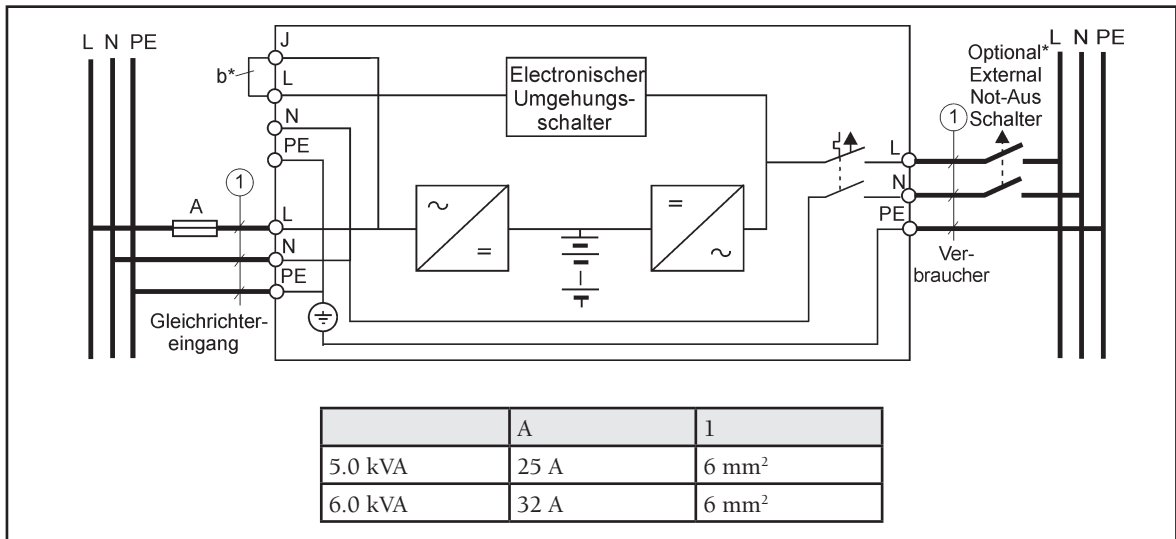 L N PE
J
b*
L
N
PE
1
A
L
N
PE
Gleichrichter-
eingang
Electronischer
Umgehungs-
schalter
L
N
PE
1
Optional*
External
Not-Aus
Schalter
L N PE
Ver-
braucher
A 1
5.0 kVA 25 A 6 mm²
6.0 kVA 32 A 6 mm²